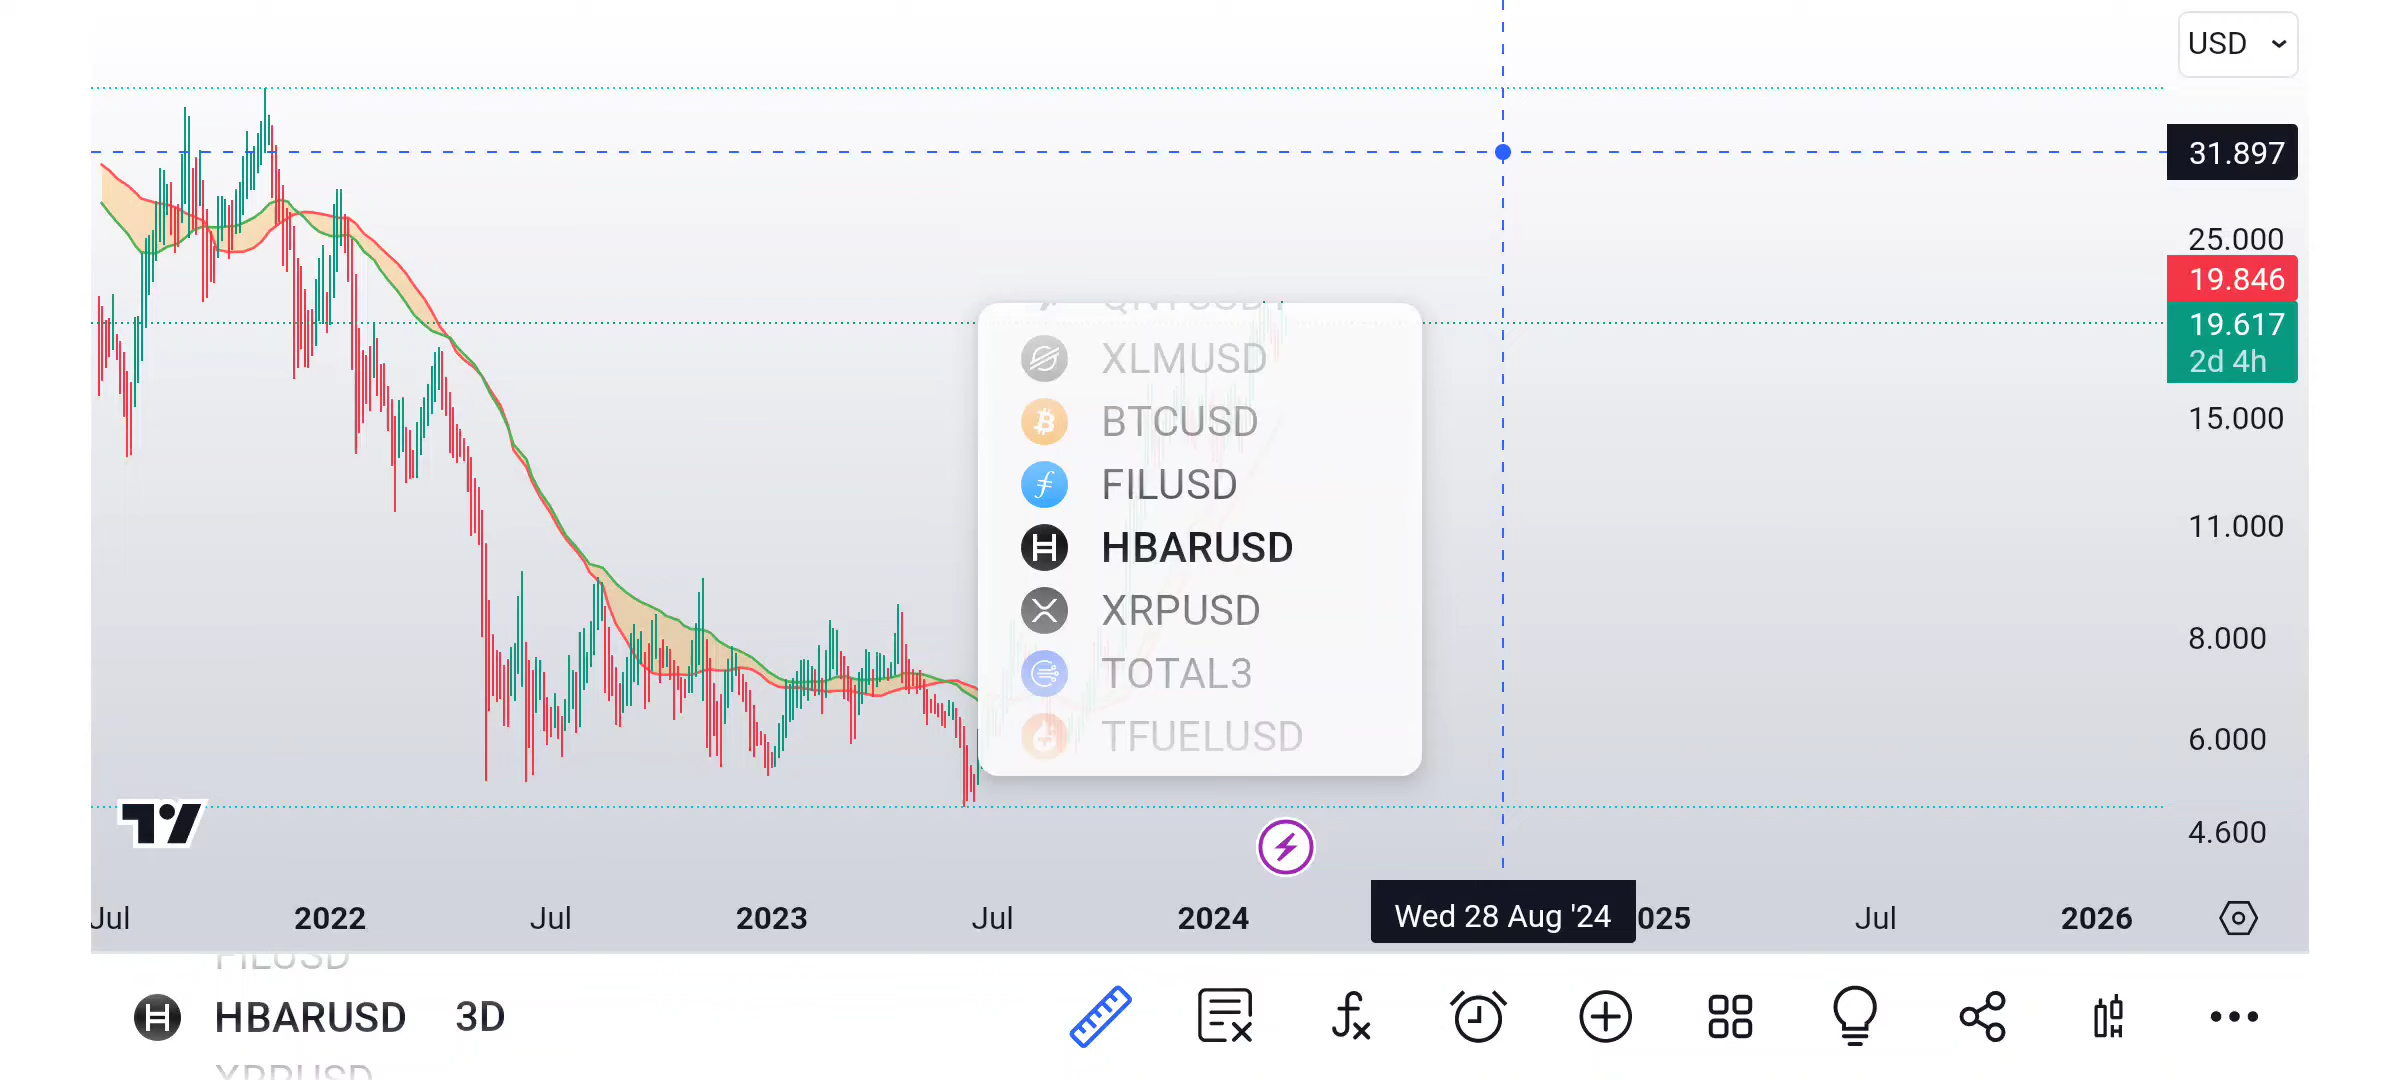 USD
31.897
25.000
19.846
19.617
2d 4h
15.000
11.000
8.000
6.000
4.600
XLMUSD
BTCUSD
FILUSD
HBARUSD
XRPUSD
TOTAL3
TFUELUSD
Jul 2022 Jul 2023 Jul 2024 Wed 28 Aug '24 025 Jul 2026
FILUSD
HBARUSD 3D
XRPUSD